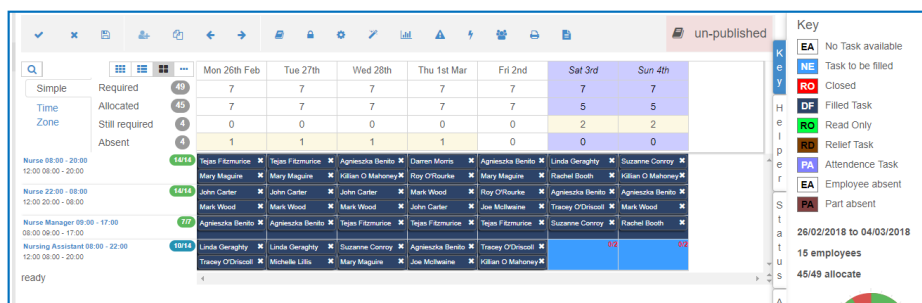 un-published
Mon 26th Feb Tue 27th Wed 28th Thu 1st Mar Fri 2nd Sat 3rd Sun 4th
Simple
Time Zone
Required 49 7 7 7 7 7 7 7
Allocated 45 7 7 7 7 7 5 5
Still required 4 0 0 0 0 0 2 2
Absent 4 1 1 1 1 0 0 0
Nurse 08:00 - 20:00 14/14
12:00 08:00 - 20:00
Tejas Fitzmurice Tejas Fitzmurice Agnieszka Benito Darren Morris Agnieszka Benito Linda Geraghty Suzanne Conroy
Mary Maguire Mary Maguire Killian O Mahoney Roy O'Rourke Mary Maguire Rachel Booth Killian O Mahoney
Nurse 22:00 - 08:00 14/14
12:00 20:00 - 08:00
John Carter John Carter John Carter Mark Wood Roy O'Rourke Agnieszka Benito Agnieszka Benito
Mark Wood Mark Wood Mark Wood John Carter Joe McIlwaine Tracey O'Driscoll Mark Wood
Nurse Manager 09:00 - 17:00 7/7
08:00 09:00 - 17:00
Agnieszka Benito Agnieszka Benito Tejas Fitzmurice Tejas Fitzmurice Tejas Fitzmurice Suzanne Conroy Rachel Booth
Nursing Assistant 08:00 - 22:00 10/14
12:00 08:00 - 20:00
Linda Geraghty Linda Geraghty Suzanne Conroy Agnieszka Benito Tracey O'Driscoll 0/2 0/2
Tracey O'Driscoll Michelle Lillis Mary Maguire Joe McIlwaine Killian O Mahoney
ready
Key
Helper
Status
A
Key
EA No Task available
NE Task to be filled
RO Closed
DF Filled Task
RO Read Only
RD Relief Task
PA Attendence Task
EA Employee absent
PA Part absent
26/02/2018 to 04/03/2018
15 employees
45/49 allocate